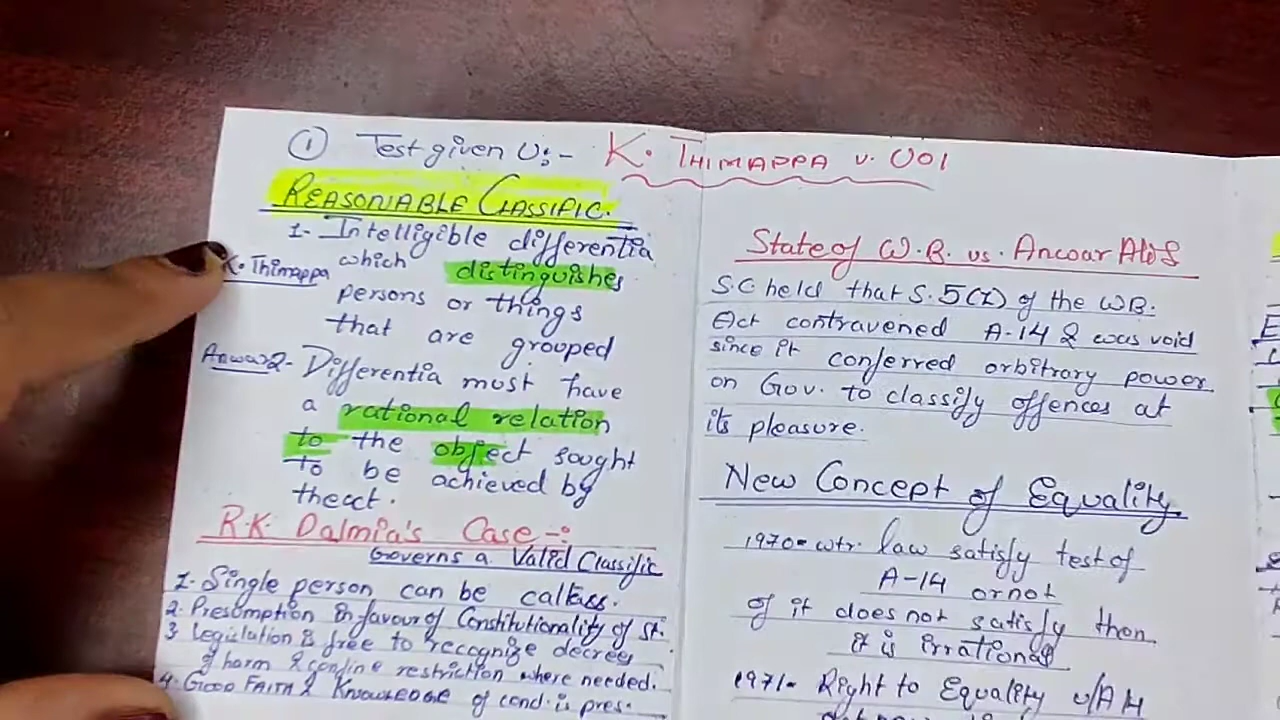 ① Test given U:- K. THIMAPPA v. UOI
REASONABLE CLASSIFIC.
1- Intelligible differentia
K. Thimappa which distinguishes
persons or things
that are grouped
Anwar 2- Differentia must have
a rational relation
to the object sought
to be achieved by
the act.
R.K. Dalmia's Case -:
Governs a Valid Classific
1- Single person can be
2. Presumption in favour of Constitutionality of st.
3 legislation is free to recognize decrees
of harm & confine restriction where needed.
4. GOOD FAITH & KNOWLEDGE of cond. is pres.
State of W.B. vs. Ancoar Ali
S.C held that S. 5(1) of the WB.
Act contravened A-14 & was void
since it conferred arbitrary power
on Gov. to classify offences at
its pleasure.
New Concept of Equality
1970- wtr. law satisfy test of
A-14 or not
of it does not satisfy then
it is irrational
1971- Right to Equality u/A 14